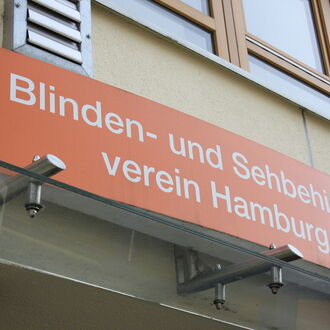 Blinden- und Sehbehi
verein Hamburg